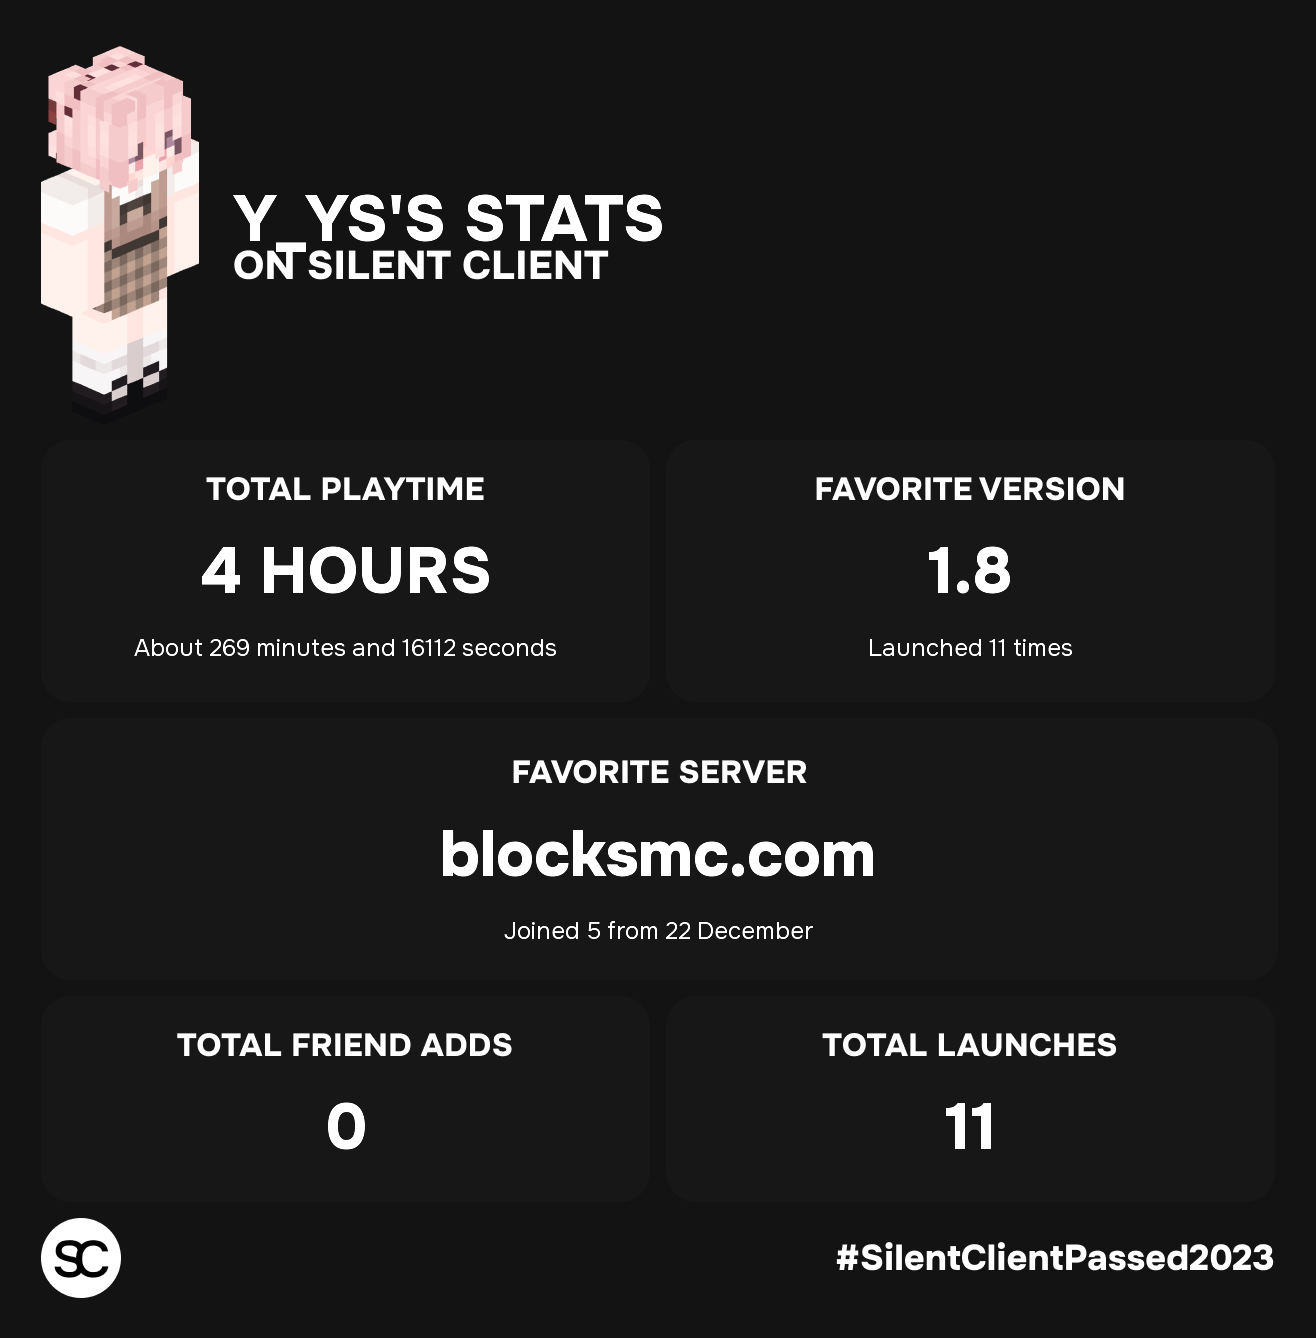 Y_YS'S STATS
ON SILENT CLIENT
TOTAL PLAYTIME
4 HOURS
About 269 minutes and 16112 seconds
FAVORITE VERSION
1.8
Launched 11 times
FAVORITE SERVER
blocksmc.com
Joined 5 from 22 December
TOTAL FRIEND ADDS
0
TOTAL LAUNCHES
11
SC
#SilentClientPassed2023